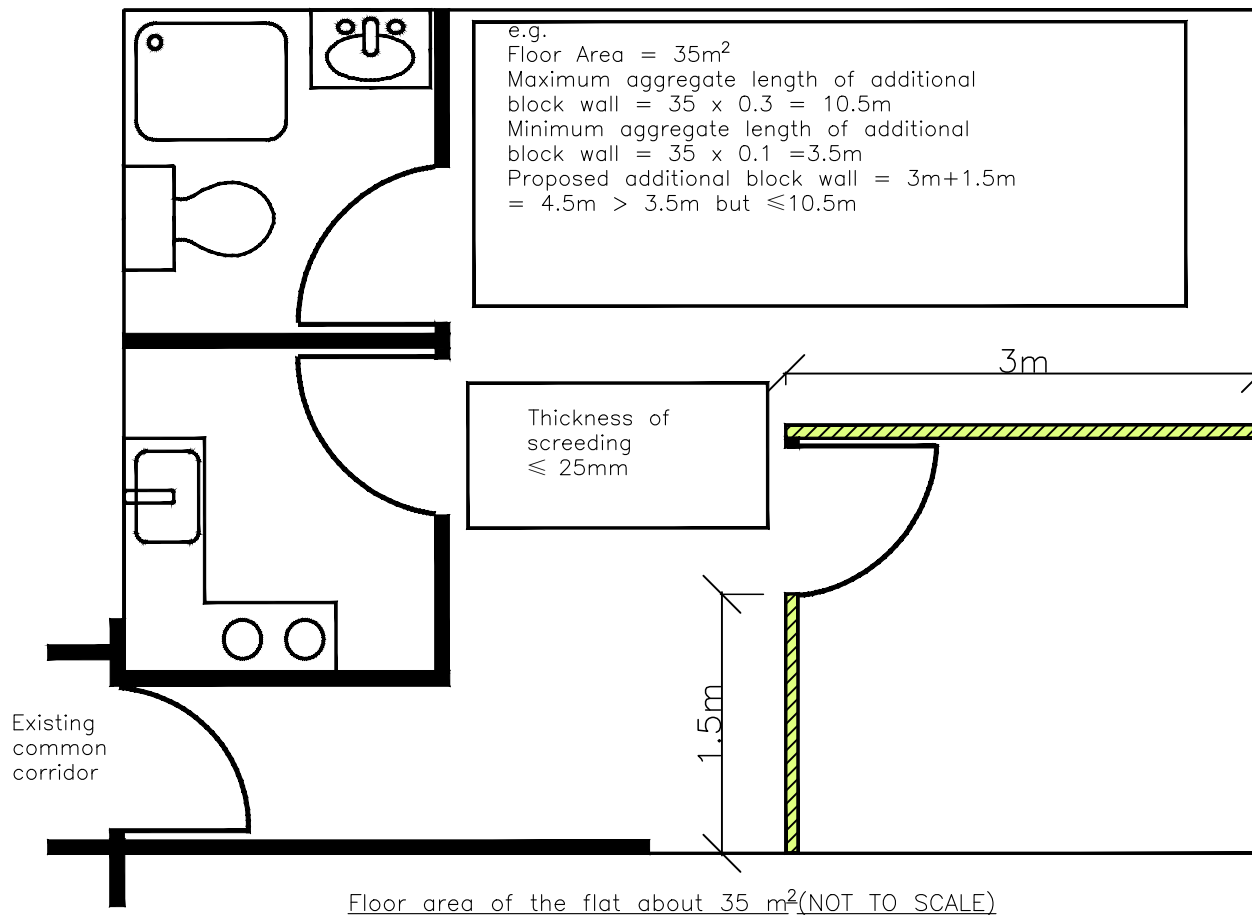 e.g.
Floor Area = 35m²
Maximum aggregate length of additional
block wall = 35 x 0.3 = 10.5m
Minimum aggregate length of additional
block wall = 35 x 0.1 =3.5m
Proposed additional block wall = 3m+1.5m
= 4.5m > 3.5m but ≤10.5m
3m
Thickness of
screeding
≤ 25mm
1.5m
Existing
common
corridor
Floor area of the flat about 35 m²(NOT TO SCALE)